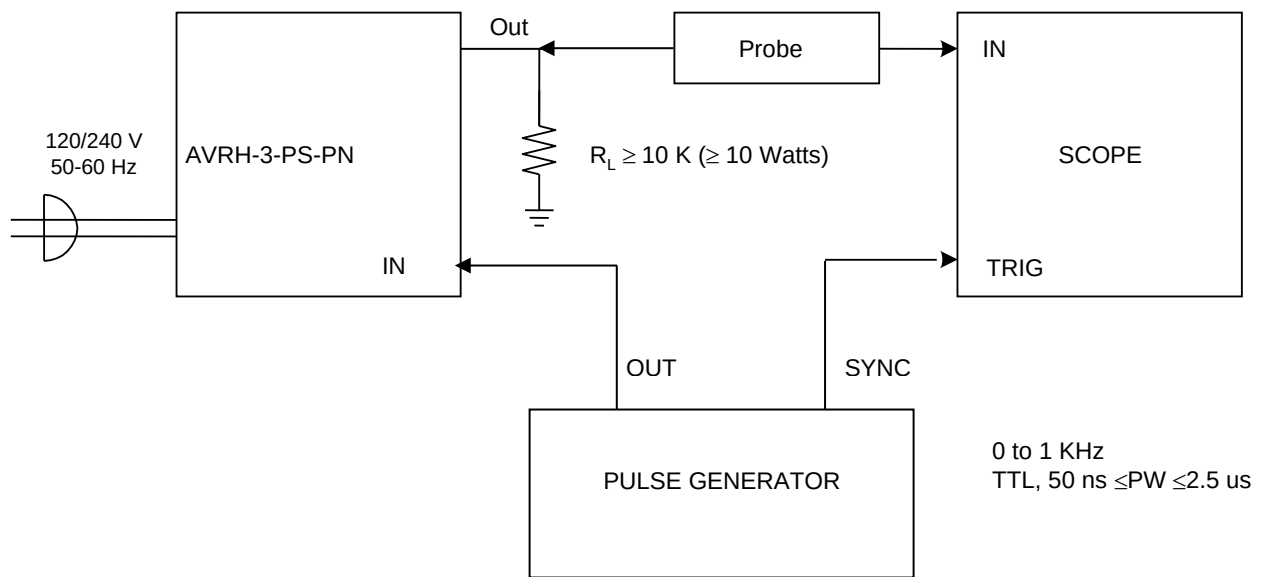 Out
Probe
IN
120/240 V
50-60 Hz
AVRH-3-PS-PN
R_L ≥ 10 K (≥ 10 Watts)
SCOPE
IN
TRIG
OUT
SYNC
0 to 1 KHz
TTL, 50 ns ≤PW ≤2.5 us
PULSE GENERATOR